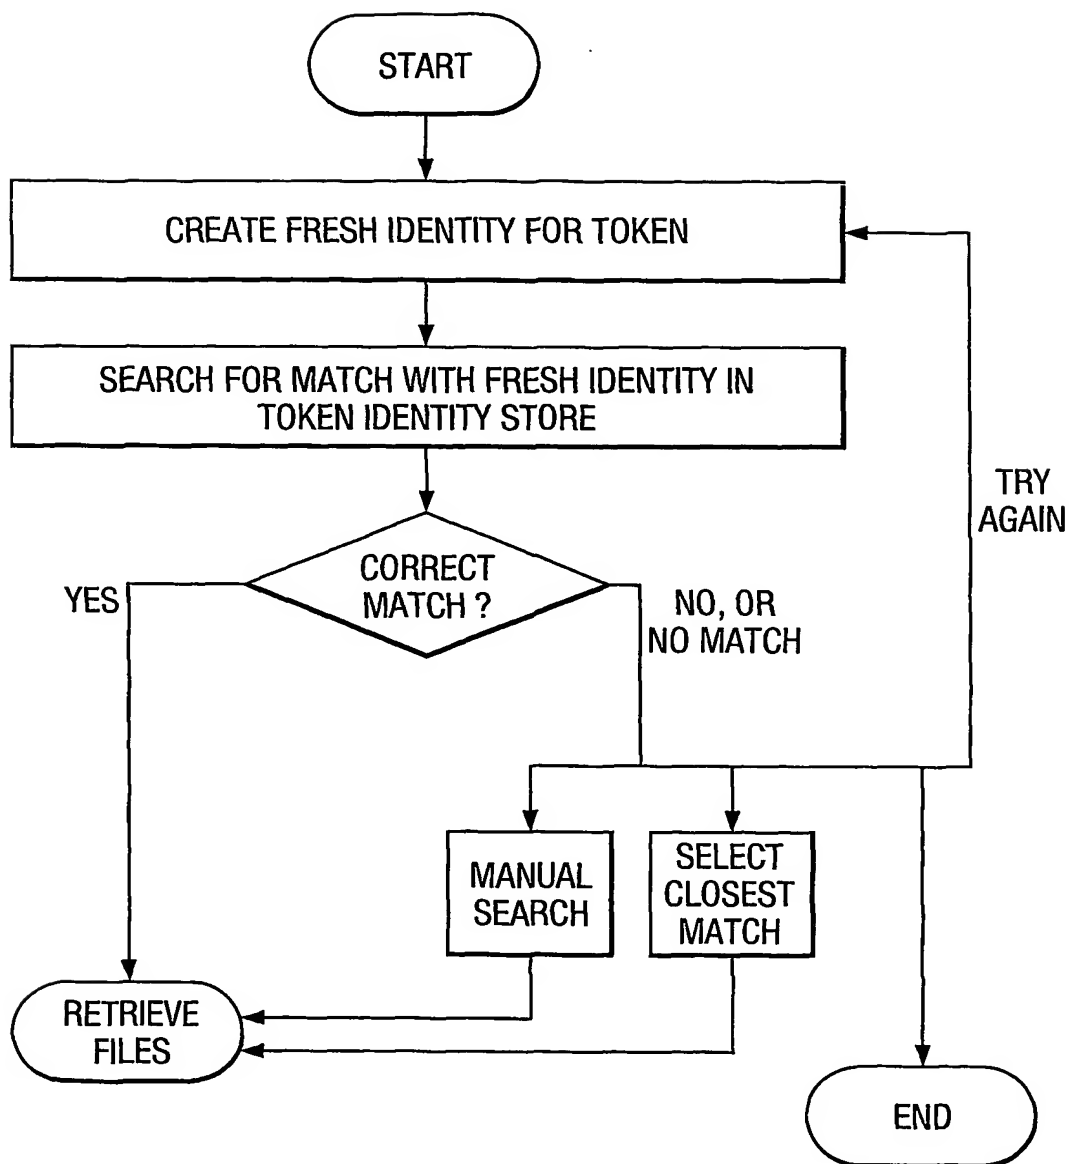 START
CREATE FRESH IDENTITY FOR TOKEN
SEARCH FOR MATCH WITH FRESH IDENTITY IN
TOKEN IDENTITY STORE
TRY
AGAIN
CORRECT
MATCH ?
YES
NO, OR
NO MATCH
MANUAL
SEARCH
SELECT
CLOSEST
MATCH
RETRIEVE
FILES
END